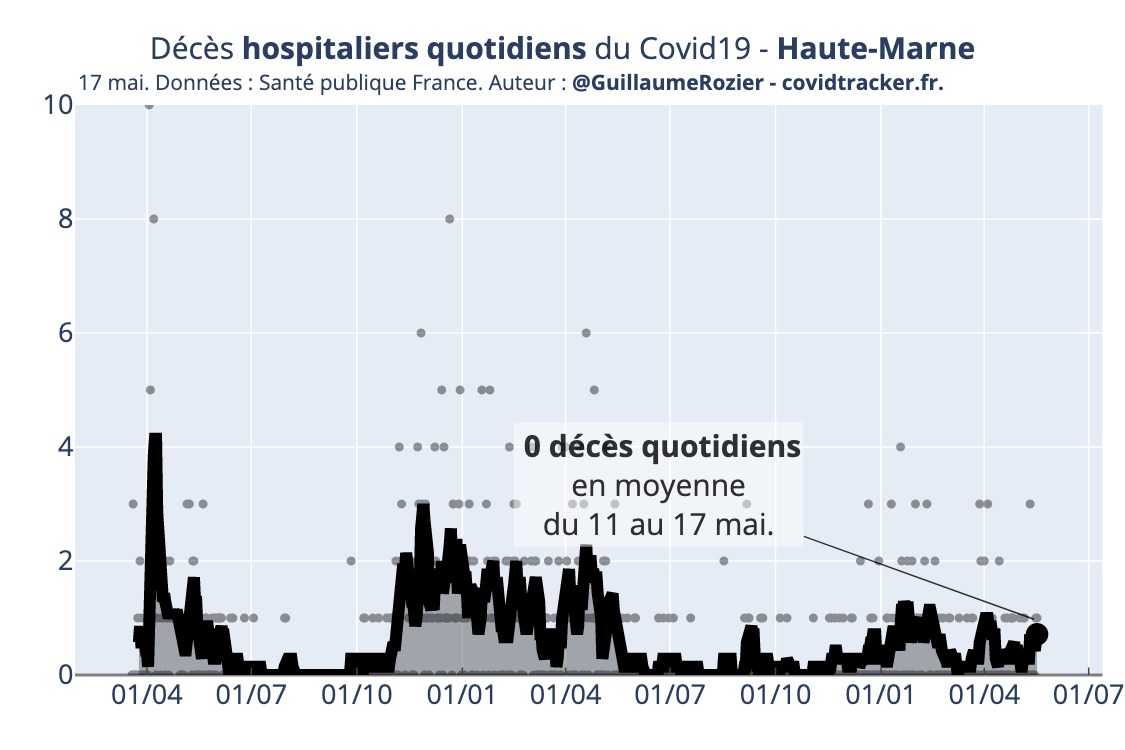 Décès hospitaliers quotidiens du Covid19 - Haute-Marne
17 mai. Données : Santé publique France. Auteur : @GuillaumeRozier - covidtracker.fr.
10
8
6
4
2
0
0 décès quotidiens
en moyenne
du 11 au 17 mai.
01/04 01/07 01/10 01/01 01/04 01/07 01/10 01/01 01/04 01/07